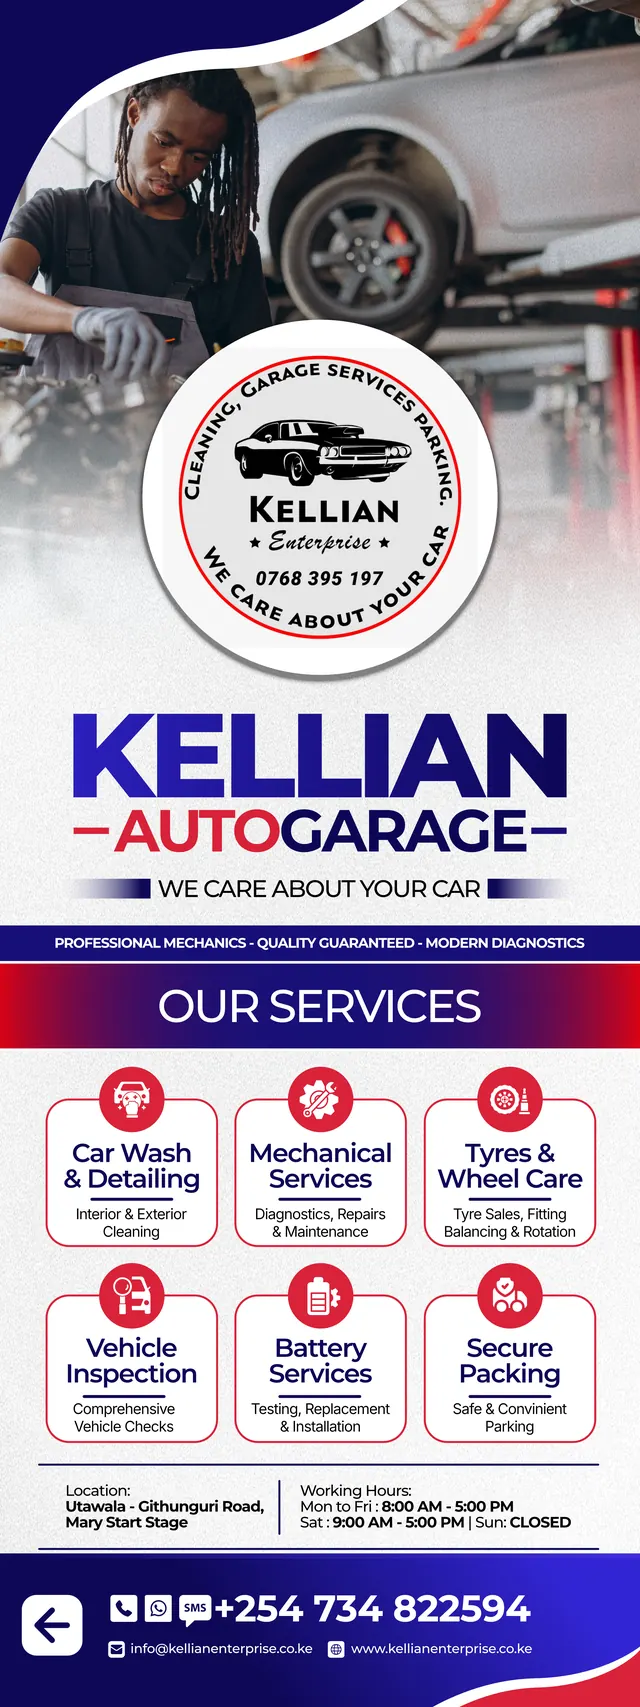 CLEANING, GARAGE SERVICES PARKING.
KELLIAN
Enterprise
0768 395 197
WE CARE ABOUT YOUR CAR
KELLIAN
AUTOGARAGE
WE CARE ABOUT YOUR CAR
PROFESSIONAL MECHANICS - QUALITY GUARANTEED - MODERN DIAGNOSTICS
OUR SERVICES
Car Wash
& Detailing
Interior & Exterior
Cleaning
Mechanical
Services
Diagnostics, Repairs
& Maintenance
Tyres &
Wheel Care
Tyre Sales, Fitting
Balancing & Rotation
Vehicle
Inspection
Comprehensive
Vehicle Checks
Battery
Services
Testing, Replacement
& Installation
Secure
Packing
Safe & Convinient
Parking
Location:
Utawala - Githunguri Road,
Mary Start Stage
Working Hours:
Mon to Fri : 8:00 AM - 5:00 PM
Sat : 9:00 AM - 5:00 PM | Sun: CLOSED
SMS +254 734 822594
info@kellianenterprise.co.ke www.kellianenterprise.co.ke